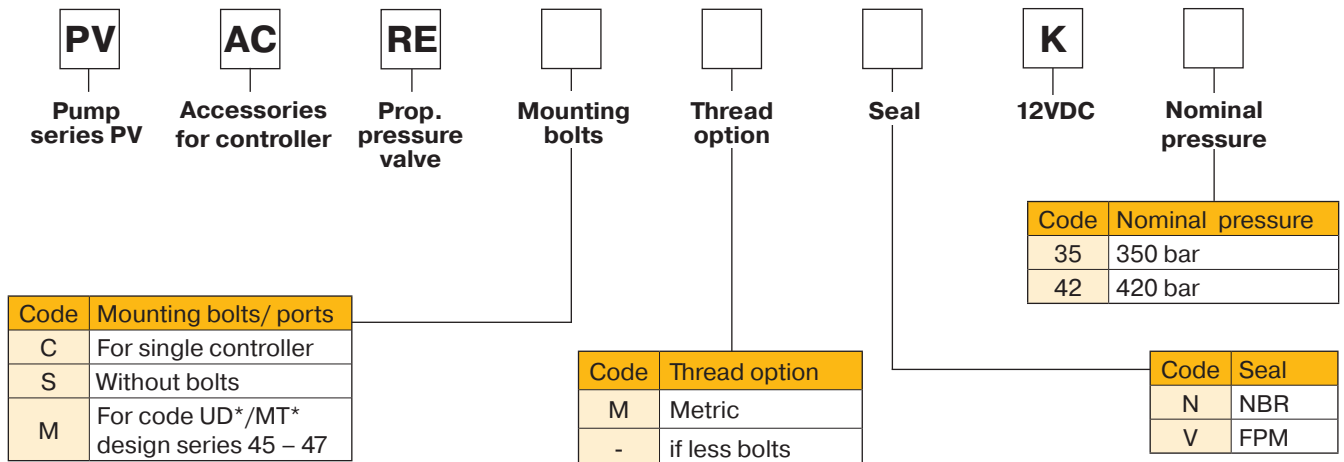 PV AC RE K
Pump series PV
Accessories for controller
Prop. pressure valve
Mounting bolts
Thread option
Seal
12VDC
Nominal pressure
Code Nominal pressure
35 350 bar
42 420 bar
Code Mounting bolts/ ports
C For single controller
S Without bolts
M For code UD*/MT*
design series 45 – 47
Code Thread option
M Metric
- if less bolts
Code Seal
N NBR
V FPM